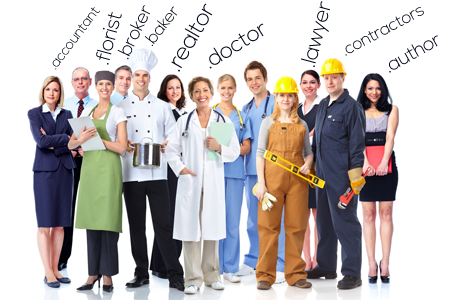 .accountant
.florist
.broker
.baker
.realtor
.doctor
.lawyer
.contractors
.author